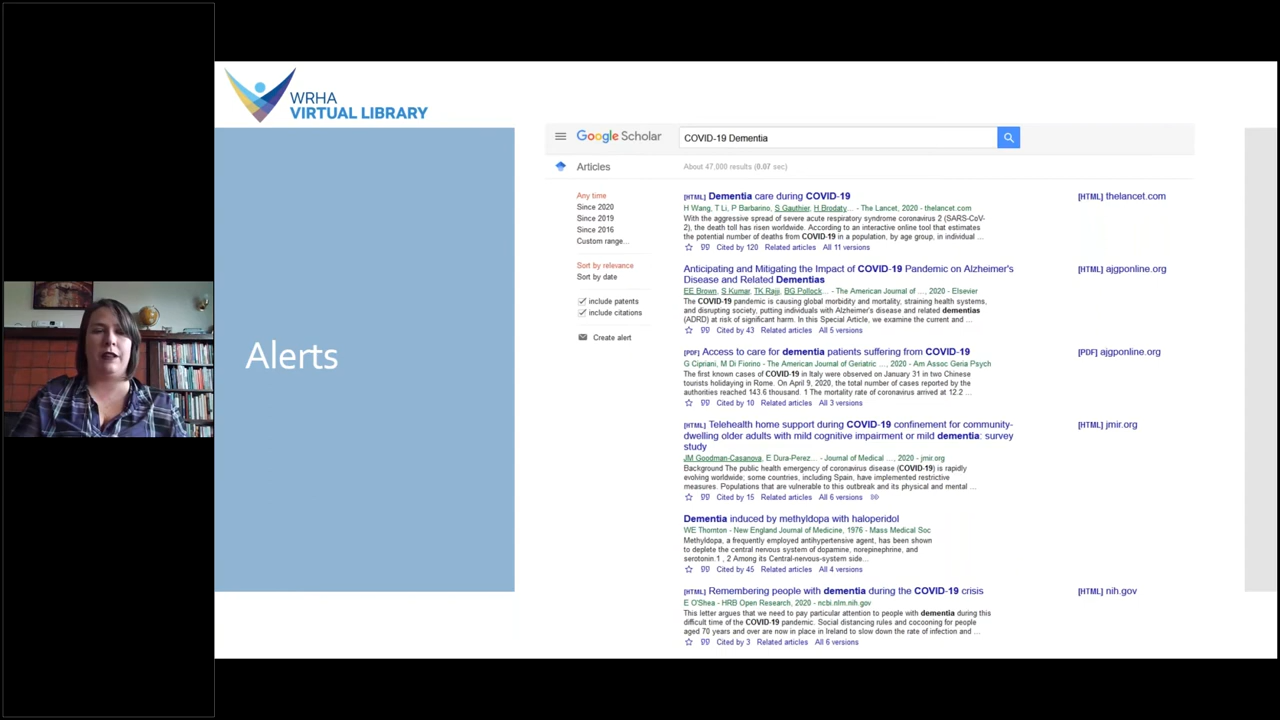 WRHA
VIRTUAL LIBRARY
Alerts
Google Scholar
COVID-19 Dementia
Articles
About 47,000 results (0.07 sec)
Any time
Since 2020
Since 2019
Since 2016
Custom range...
Sort by relevance
Sort by date
include patents
include citations
Create alert
[HTML] Dementia care during COVID-19
[HTML] thelancet.com
H Wang, T Li, P Barbarino, S Gauthier, H Brodaty... - The Lancet, 2020 - thelancet.com
With the aggressive spread of severe acute respiratory syndrome coronavirus 2 (SARS-CoV-
2), the death toll has risen worldwide. According to an interactive online tool that estimates
the potential number of deaths from COVID-19 in a population, by age group, in individual ...
Cited by 120 Related articles All 11 versions
Anticipating and Mitigating the Impact of COVID-19 Pandemic on Alzheimer's
Disease and Related Dementias
[HTML] ajgponline.org
EE Brown, S Kumar, TK Rajji, BG Pollock... - The American Journal of ..., 2020 - Elsevier
The COVID-19 pandemic is causing global morbidity and mortality, straining health systems,
and disrupting society, putting individuals with Alzheimer's disease and related dementias
(ADRD) at risk of significant harm. In this Special Article, we examine the current and ...
Cited by 43 Related articles All 5 versions
[PDF] Access to care for dementia patients suffering from COVID-19
[PDF] ajgponline.org
G Cipriani, M Di Fiorino - The American Journal of Geriatric ..., 2020 - Am Assoc Geria Psych
The first known cases of COVID-19 in Italy were observed on January 31 in two Chinese
tourists holidaying in Rome. On April 9, 2020, the total number of cases reported by the
authorities reached 143.6 thousand. 1 The mortality rate of coronavirus arrived at 12.2 ...
Cited by 10 Related articles All 3 versions
[HTML] Telehealth home support during COVID-19 confinement for community-
dwelling older adults with mild cognitive impairment or mild dementia: survey
study
[HTML] jmir.org
JM Goodman-Casanova, E Dura-Perez... - Journal of Medical ..., 2020 - jmir.org
Background The public health emergency of coronavirus disease (COVID-19) is rapidly
evolving worldwide; some countries, including Spain, have implemented restrictive
measures. Populations that are vulnerable to this outbreak and its physical and mental ...
Cited by 15 Related articles All 6 versions
Dementia induced by methyldopa with haloperidol
WE Thornton - New England Journal of Medicine, 1976 - Mass Medical Soc
Methyldopa, a frequently employed antihypertensive agent, has been shown
to deplete the central nervous system of dopamine, norepinephrine, and
serotonin.1 , 2 Among its Central-nervous-system side...
Cited by 45 Related articles All 4 versions
[HTML] Remembering people with dementia during the COVID-19 crisis
[HTML] nih.gov
E O'Shea - HRB Open Research, 2020 - ncbi.nlm.nih.gov
This letter argues that we need to pay particular attention to people with dementia during this
difficult time of the COVID-19 pandemic. Social distancing rules and cocooning for people
aged 70 years and over are now in place in Ireland to slow down the rate of infection and ...
Cited by 3 Related articles All 6 versions